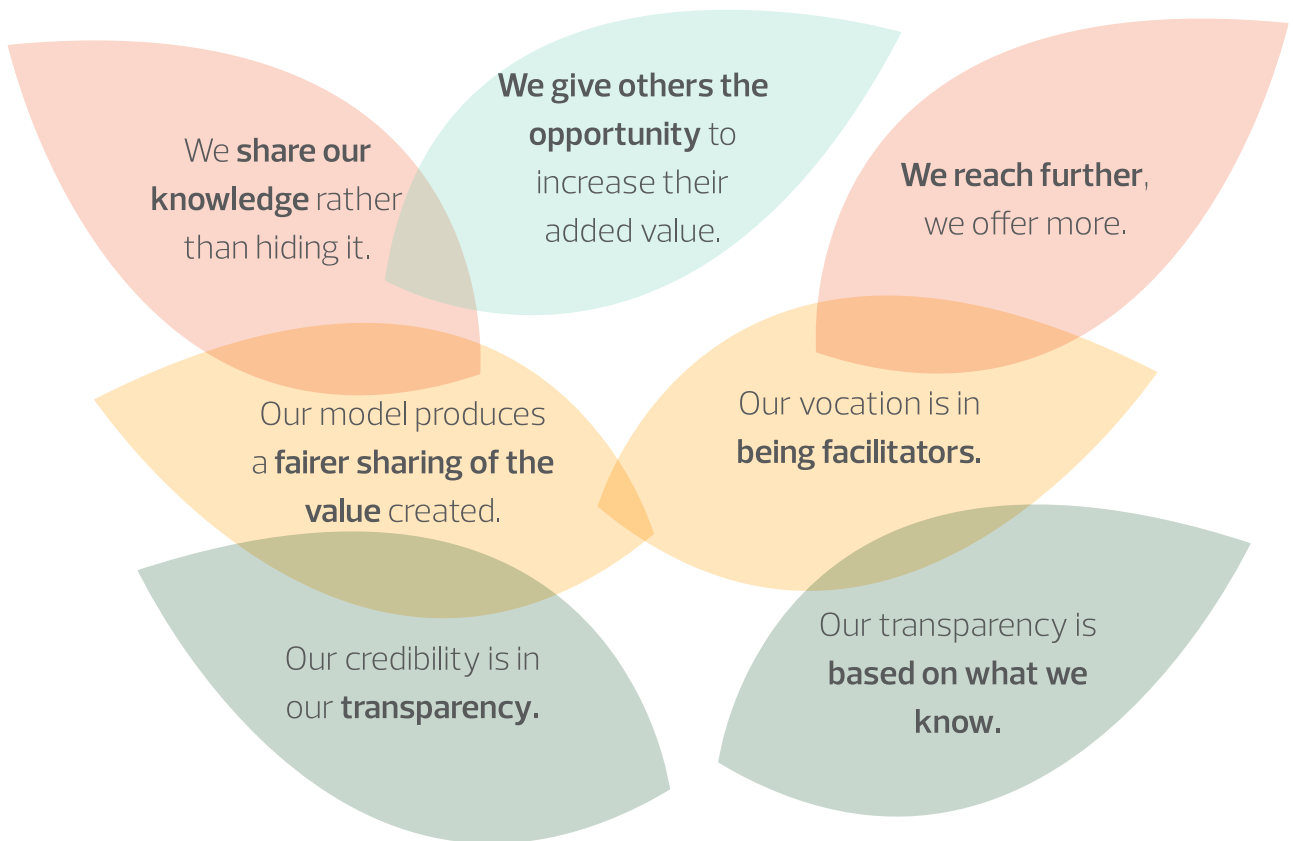 We share our
knowledge rather
than hiding it.
We give others the
opportunity to
increase their
added value.
We reach further,
we offer more.
Our model produces
a fairer sharing of the
value created.
Our vocation is in
being facilitators.
Our credibility is in
our transparency.
Our transparency is
based on what we
know.